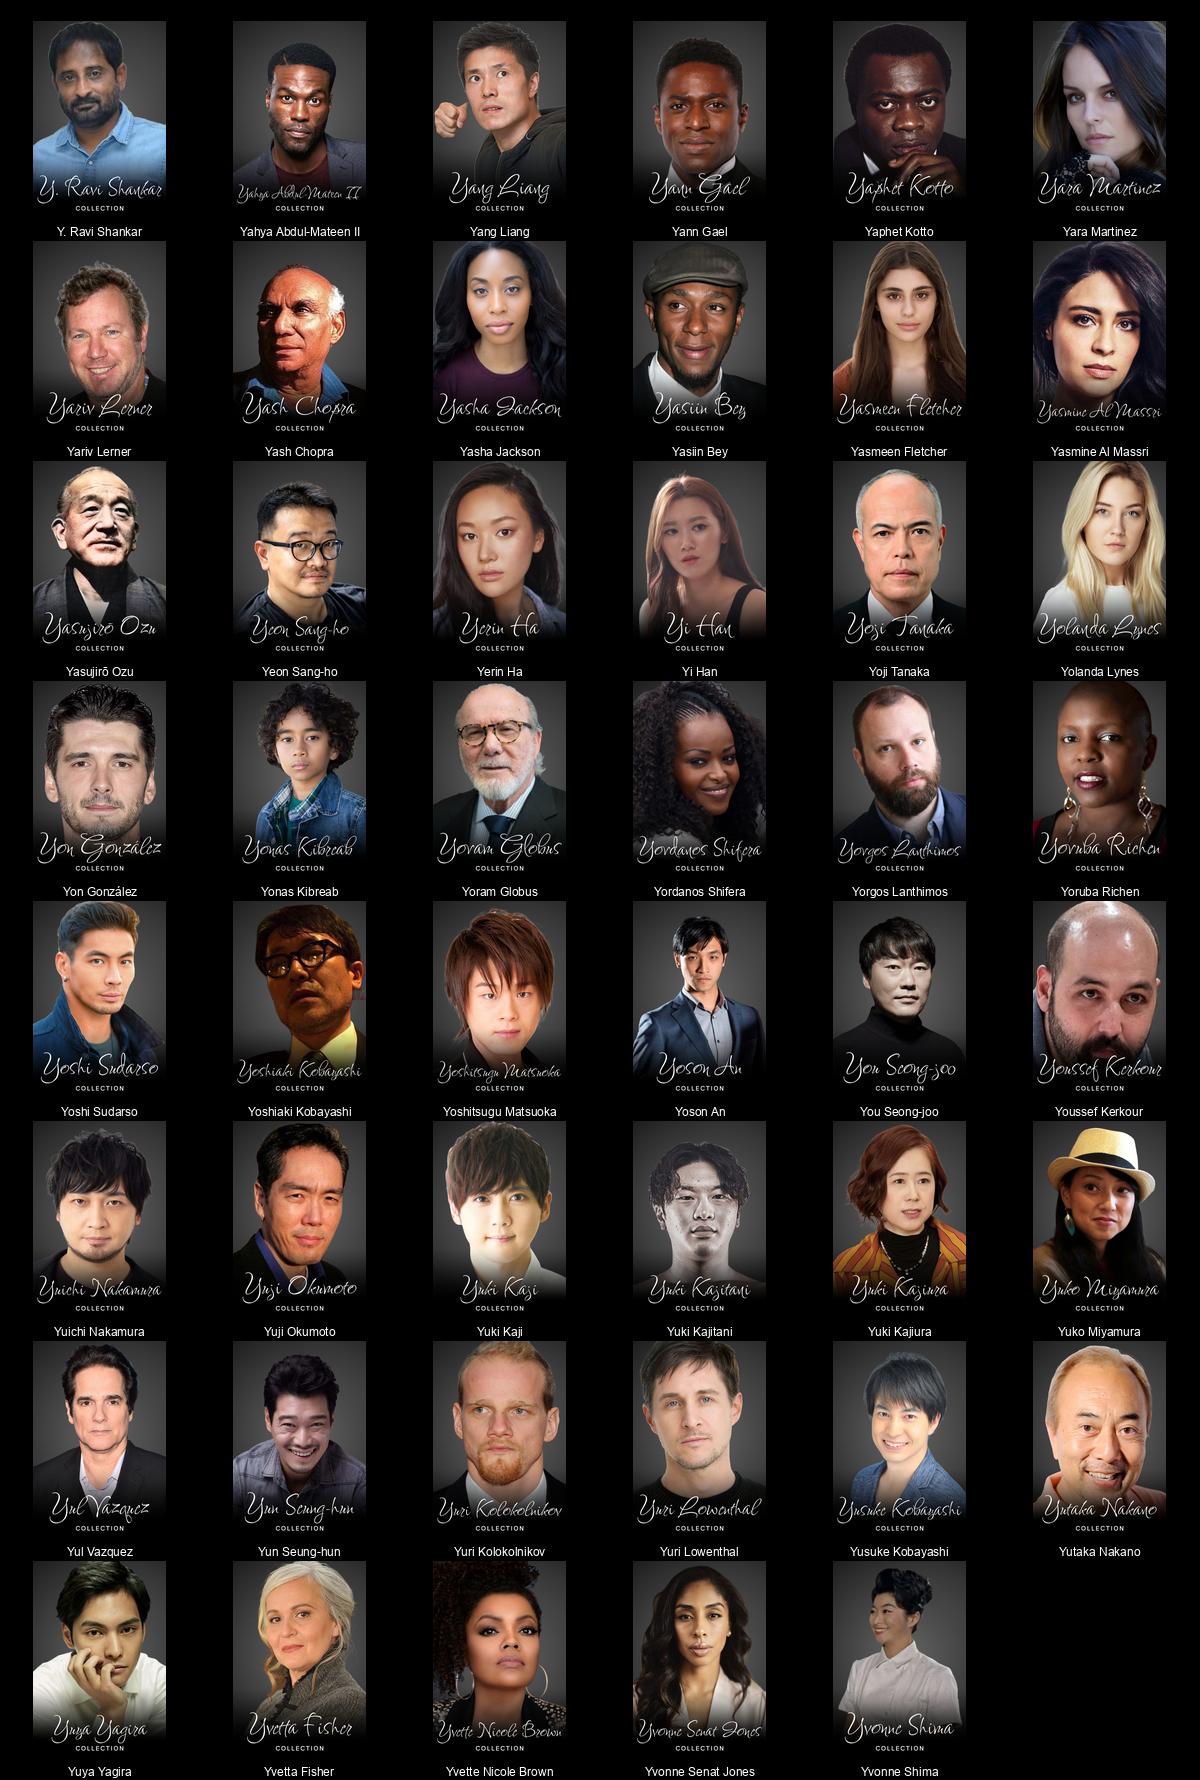 Y. Ravi Shankar
COLLECTION
Y. Ravi Shankar
Yahya Abdul-Mateen II
COLLECTION
Yahya Abdul-Mateen II
Yang Liang
COLLECTION
Yang Liang
Yann Gael
COLLECTION
Yann Gael
Yaphet Kotto
COLLECTION
Yaphet Kotto
Yara Martinez
COLLECTION
Yara Martinez
Yariv Lerner
COLLECTION
Yariv Lerner
Yash Chopra
COLLECTION
Yash Chopra
Yasha Jackson
COLLECTION
Yasha Jackson
Yasiin Bey
COLLECTION
Yasiin Bey
Yasmeen Fletcher
COLLECTION
Yasmeen Fletcher
Yasmine Al Massri
COLLECTION
Yasmine Al Massri
Yasujirō Ozu
COLLECTION
Yasujirō Ozu
Yeon Sang-ho
COLLECTION
Yeon Sang-ho
Yerin Ha
COLLECTION
Yerin Ha
Yi Han
COLLECTION
Yi Han
Yoji Tanaka
COLLECTION
Yoji Tanaka
Yolanda Lynes
COLLECTION
Yolanda Lynes
Yon González
COLLECTION
Yon González
Yonas Kibreab
COLLECTION
Yonas Kibreab
Yoram Globus
COLLECTION
Yoram Globus
Yordanos Shifera
COLLECTION
Yordanos Shifera
Yorgos Lanthimos
COLLECTION
Yorgos Lanthimos
Yoruba Richen
COLLECTION
Yoruba Richen
Yoshi Sudarso
COLLECTION
Yoshi Sudarso
Yoshiaki Kobayashi
COLLECTION
Yoshiaki Kobayashi
Yoshitsugu Matsuoka
COLLECTION
Yoshitsugu Matsuoka
Yoson An
COLLECTION
Yoson An
You Seong-joo
COLLECTION
You Seong-joo
Youssef Kerkour
COLLECTION
Youssef Kerkour
Yuichi Nakamura
COLLECTION
Yuichi Nakamura
Yuji Okumoto
COLLECTION
Yuji Okumoto
Yuki Kaji
COLLECTION
Yuki Kaji
Yuki Kajitani
COLLECTION
Yuki Kajitani
Yuki Kajiura
COLLECTION
Yuki Kajiura
Yuko Miyamura
COLLECTION
Yuko Miyamura
Yul Vazquez
COLLECTION
Yul Vazquez
Yun Seung-hun
COLLECTION
Yun Seung-hun
Yuri Kolokolnikov
COLLECTION
Yuri Kolokolnikov
Yuri Lowenthal
COLLECTION
Yuri Lowenthal
Yusuke Kobayashi
COLLECTION
Yusuke Kobayashi
Yutaka Nakano
COLLECTION
Yutaka Nakano
Yuya Yagira
COLLECTION
Yuya Yagira
Yvetta Fisher
COLLECTION
Yvetta Fisher
Yvette Nicole Brown
COLLECTION
Yvette Nicole Brown
Yvonne Senat Jones
COLLECTION
Yvonne Senat Jones
Yvonne Shima
COLLECTION
Yvonne Shima